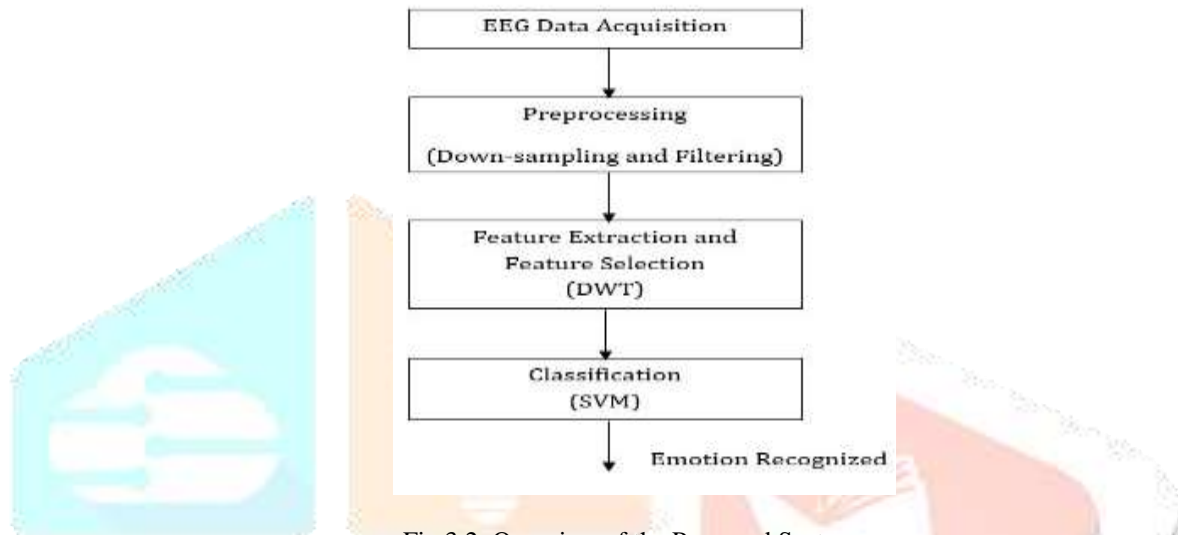 EEG Data Acquisition
Preprocessing
(Down-sampling and Filtering)
Feature Extraction and
Feature Selection
(DWT)
Classification
(SVM)
Emotion Recognized